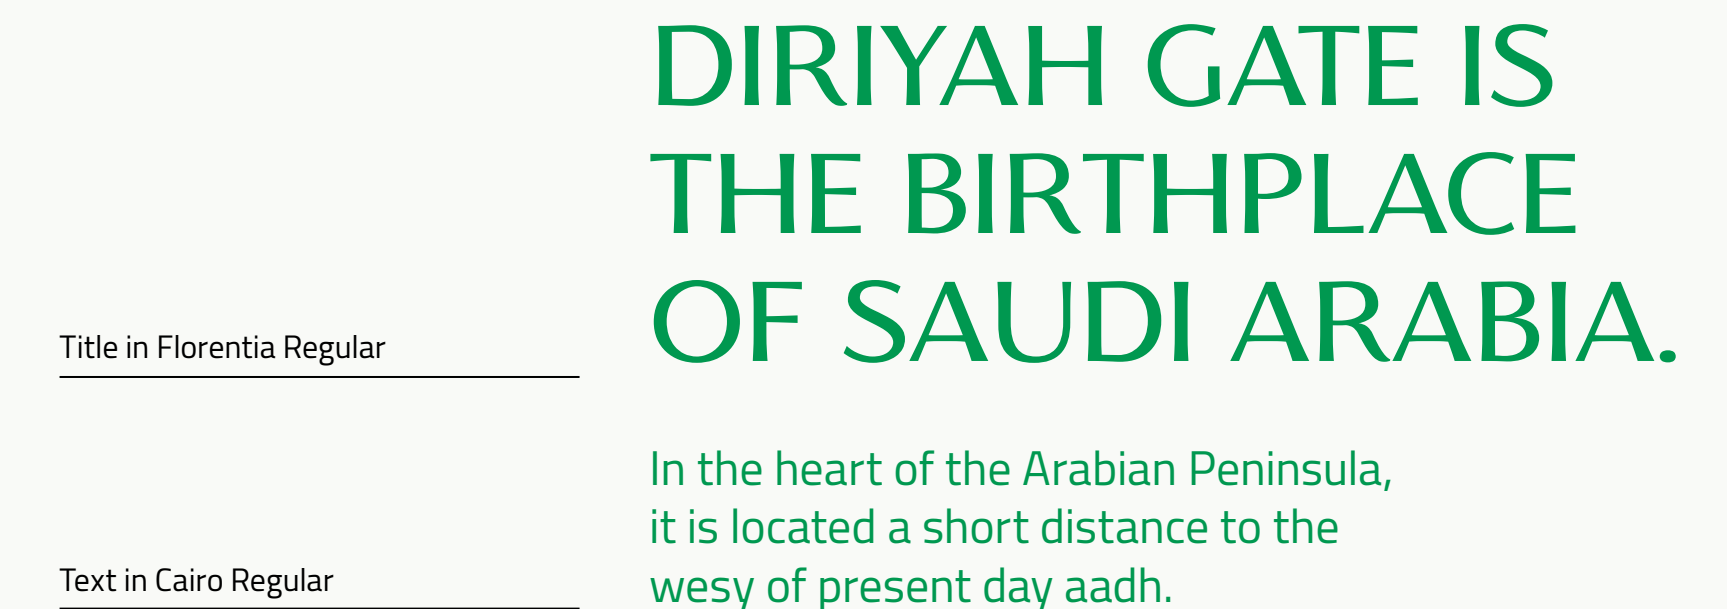 DIRIYAH GATE IS
THE BIRTHPLACE
OF SAUDI ARABIA.
Title in Florentia Regular
In the heart of the Arabian Peninsula,
it is located a short distance to the
wesy of present day aadh.
Text in Cairo Regular